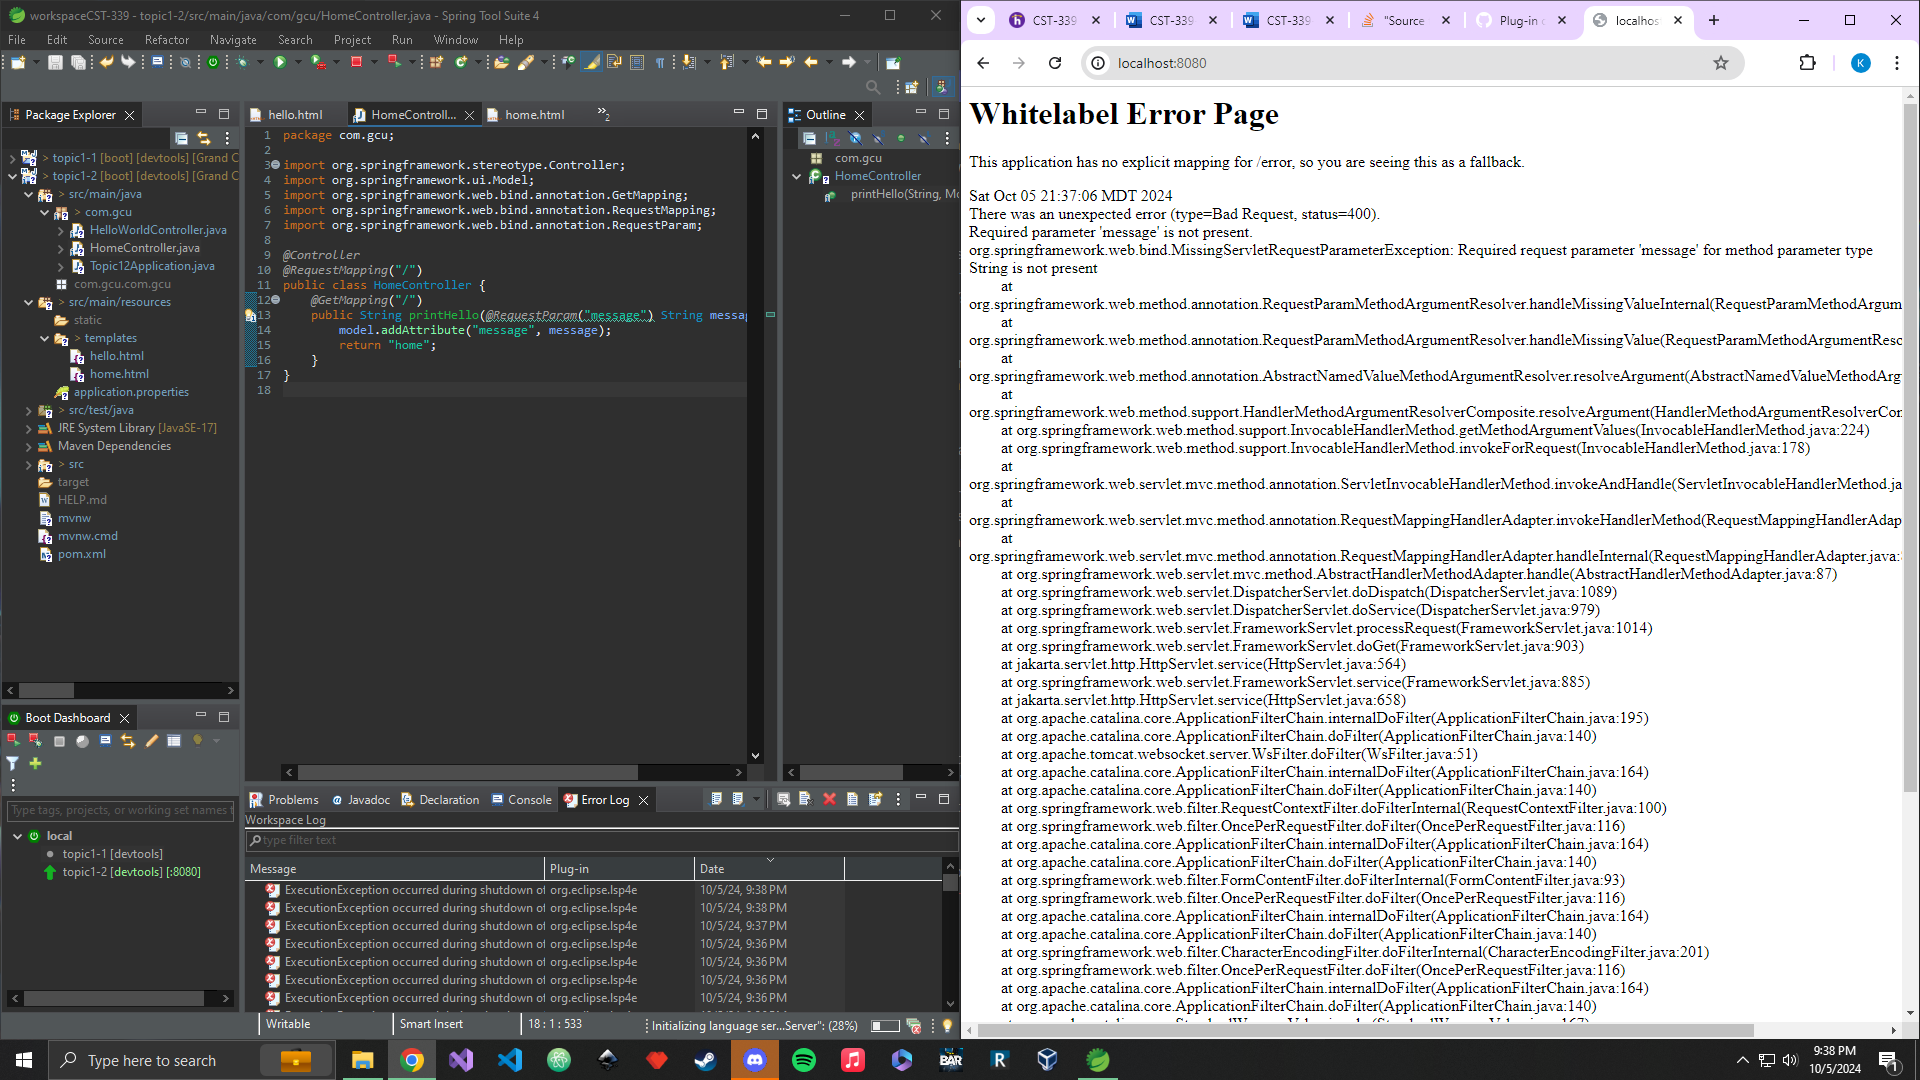 workspaceCST-339 - topic1-2/src/main/java/com/gcu/HomeController.java - Spring Tool Suite 4
File Edit Source Refactor Navigate Search Project Run Window Help
Package Explorer
> topic1-1 [boot] [devtools] [Grand C
> topic1-2 [boot] [devtools] [Grand C
> src/main/java
> com.gcu
HelloWorldController.java
HomeController.java
Topic12Application.java
com.gcu.com.gcu
> src/main/resources
static
> templates
hello.html
home.html
application.properties
> src/test/java
JRE System Library [JavaSE-17]
Maven Dependencies
> src
target
HELP.md
mvnw
mvnw.cmd
pom.xml
Boot Dashboard
Type tags, projects, or working set names t
local
topic1-1 [devtools]
topic1-2 [devtools] [:8080]
hello.html HomeControll... home.html »2
1 package com.gcu;
2
3 import org.springframework.stereotype.Controller;
4 import org.springframework.ui.Model;
5 import org.springframework.web.bind.annotation.GetMapping;
6 import org.springframework.web.bind.annotation.RequestMapping;
7 import org.springframework.web.bind.annotation.RequestParam;
8
9 @Controller
10 @RequestMapping("/")
11 public class HomeController {
12 @GetMapping("/")
13 public String printHello(@RequestParam("message") String messag
14 model.addAttribute("message", message);
15 return "home";
16 }
17 }
18
Outline
com.gcu
HomeController
printHello(String, Mo
Problems Javadoc Declaration Console Error Log
Workspace Log
type filter text
Message Plug-in Date
ExecutionException occurred during shutdown of org.eclipse.lsp4e 10/5/24, 9:38 PM
ExecutionException occurred during shutdown of org.eclipse.lsp4e 10/5/24, 9:38 PM
ExecutionException occurred during shutdown of org.eclipse.lsp4e 10/5/24, 9:37 PM
ExecutionException occurred during shutdown of org.eclipse.lsp4e 10/5/24, 9:36 PM
ExecutionException occurred during shutdown of org.eclipse.lsp4e 10/5/24, 9:36 PM
ExecutionException occurred during shutdown of org.eclipse.lsp4e 10/5/24, 9:36 PM
ExecutionException occurred during shutdown of org.eclipse.lsp4e 10/5/24, 9:36 PM
Writable Smart Insert 18 : 1 : 533 Initializing language ser...Server": (28%)
CST-339 CST-339 CST-339 "Source Plug-in localhos
localhost:8080
K
Whitelabel Error Page
This application has no explicit mapping for /error, so you are seeing this as a fallback.
Sat Oct 05 21:37:06 MDT 2024
There was an unexpected error (type=Bad Request, status=400).
Required parameter 'message' is not present.
org.springframework.web.bind.MissingServletRequestParameterException: Required request parameter 'message' for method parameter type
String is not present
at
org.springframework.web.method.annotation.RequestParamMethodArgumentResolver.handleMissingValueInternal(RequestParamMethodArgum
at
org.springframework.web.method.annotation.RequestParamMethodArgumentResolver.handleMissingValue(RequestParamMethodArgumentReso
at
org.springframework.web.method.annotation.AbstractNamedValueMethodArgumentResolver.resolveArgument(AbstractNamedValueMethodArg
at
org.springframework.web.method.support.HandlerMethodArgumentResolverComposite.resolveArgument(HandlerMethodArgumentResolverCon
at org.springframework.web.method.support.InvocableHandlerMethod.getMethodArgumentValues(InvocableHandlerMethod.java:224)
at org.springframework.web.method.support.InvocableHandlerMethod.invokeForRequest(InvocableHandlerMethod.java:178)
at
org.springframework.web.servlet.mvc.method.annotation.ServletInvocableHandlerMethod.invokeAndHandle(ServletInvocableHandlerMethod.ja
at
org.springframework.web.servlet.mvc.method.annotation.RequestMappingHandlerAdapter.invokeHandlerMethod(RequestMappingHandlerAdap
at
org.springframework.web.servlet.mvc.method.annotation.RequestMappingHandlerAdapter.handleInternal(RequestMappingHandlerAdapter.java:
at org.springframework.web.servlet.mvc.method.AbstractHandlerMethodAdapter.handle(AbstractHandlerMethodAdapter.java:87)
at org.springframework.web.servlet.DispatcherServlet.doDispatch(DispatcherServlet.java:1089)
at org.springframework.web.servlet.DispatcherServlet.doService(DispatcherServlet.java:979)
at org.springframework.web.servlet.FrameworkServlet.processRequest(FrameworkServlet.java:1014)
at org.springframework.web.servlet.FrameworkServlet.doGet(FrameworkServlet.java:903)
at jakarta.servlet.http.HttpServlet.service(HttpServlet.java:564)
at org.springframework.web.servlet.FrameworkServlet.service(FrameworkServlet.java:885)
at jakarta.servlet.http.HttpServlet.service(HttpServlet.java:658)
at org.apache.catalina.core.ApplicationFilterChain.internalDoFilter(ApplicationFilterChain.java:195)
at org.apache.catalina.core.ApplicationFilterChain.doFilter(ApplicationFilterChain.java:140)
at org.apache.tomcat.websocket.server.WsFilter.doFilter(WsFilter.java:51)
at org.apache.catalina.core.ApplicationFilterChain.internalDoFilter(ApplicationFilterChain.java:164)
at org.apache.catalina.core.ApplicationFilterChain.doFilter(ApplicationFilterChain.java:140)
at org.springframework.web.filter.RequestContextFilter.doFilterInternal(RequestContextFilter.java:100)
at org.springframework.web.filter.OncePerRequestFilter.doFilter(OncePerRequestFilter.java:116)
at org.apache.catalina.core.ApplicationFilterChain.internalDoFilter(ApplicationFilterChain.java:164)
at org.apache.catalina.core.ApplicationFilterChain.doFilter(ApplicationFilterChain.java:140)
at org.springframework.web.filter.FormContentFilter.doFilterInternal(FormContentFilter.java:93)
at org.springframework.web.filter.OncePerRequestFilter.doFilter(OncePerRequestFilter.java:116)
at org.apache.catalina.core.ApplicationFilterChain.internalDoFilter(ApplicationFilterChain.java:164)
at org.apache.catalina.core.ApplicationFilterChain.doFilter(ApplicationFilterChain.java:140)
at org.springframework.web.filter.CharacterEncodingFilter.doFilterInternal(CharacterEncodingFilter.java:201)
at org.springframework.web.filter.OncePerRequestFilter.doFilter(OncePerRequestFilter.java:116)
at org.apache.catalina.core.ApplicationFilterChain.internalDoFilter(ApplicationFilterChain.java:164)
at org.apache.catalina.core.ApplicationFilterChain.doFilter(ApplicationFilterChain.java:140)
Type here to search
BAR
R
9:38 PM
10/5/2024
1